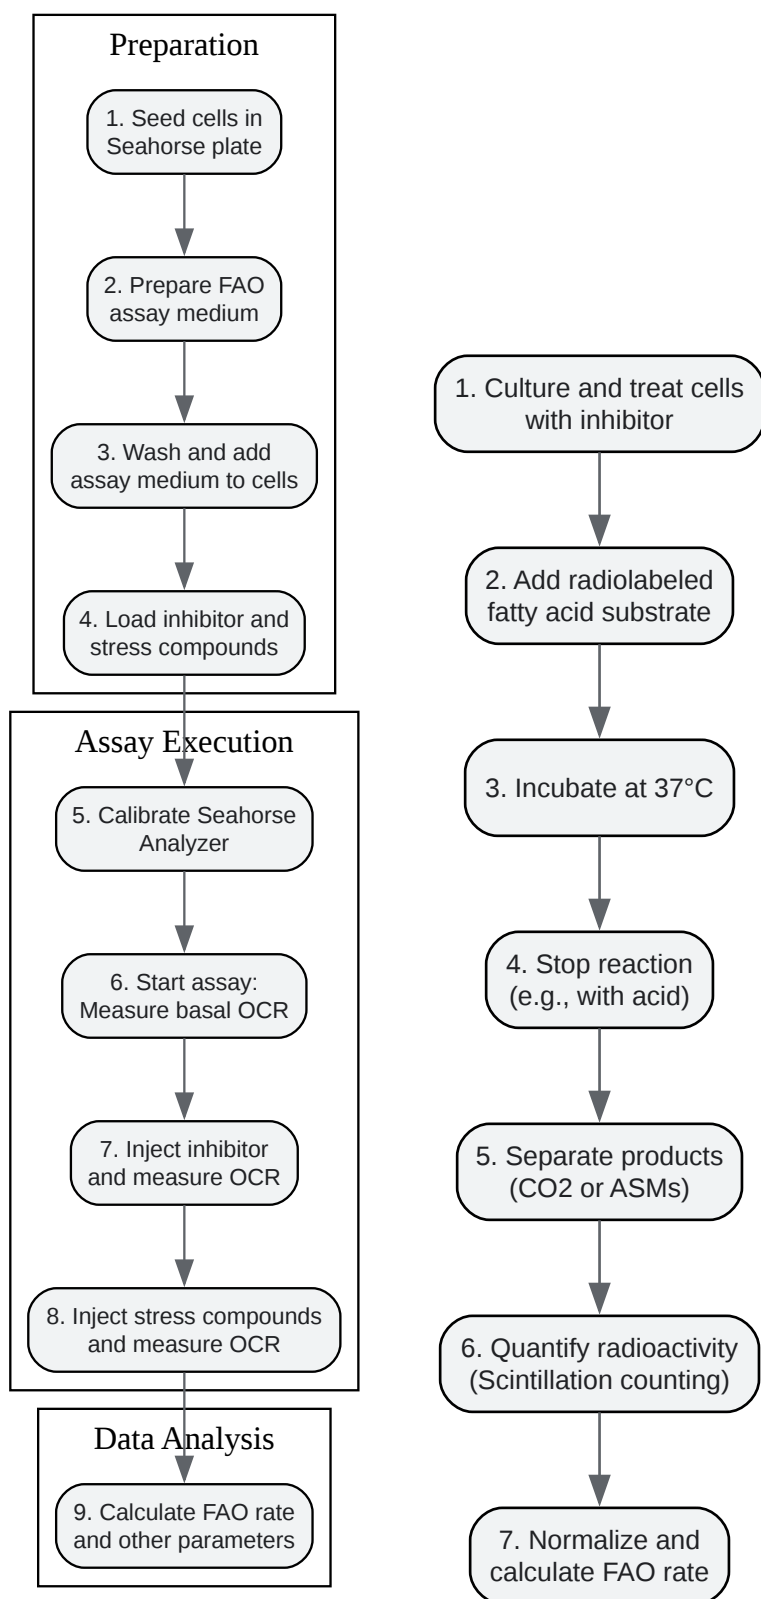 Preparation
1. Seed cells in
Seahorse plate
2. Prepare FAO
assay medium
3. Wash and add
assay medium to cells
4. Load inhibitor and
stress compounds
Assay Execution
5. Calibrate Seahorse
Analyzer
6. Start assay:
Measure basal OCR
7. Inject inhibitor
and measure OCR
8. Inject stress compounds
and measure OCR
Data Analysis
9. Calculate FAO rate
and other parameters
1. Culture and treat cells
with inhibitor
2. Add radiolabeled
fatty acid substrate
3. Incubate at 37°C
4. Stop reaction
(e.g., with acid)
5. Separate products
(CO2 or ASMs)
6. Quantify radioactivity
(Scintillation counting)
7. Normalize and
calculate FAO rate